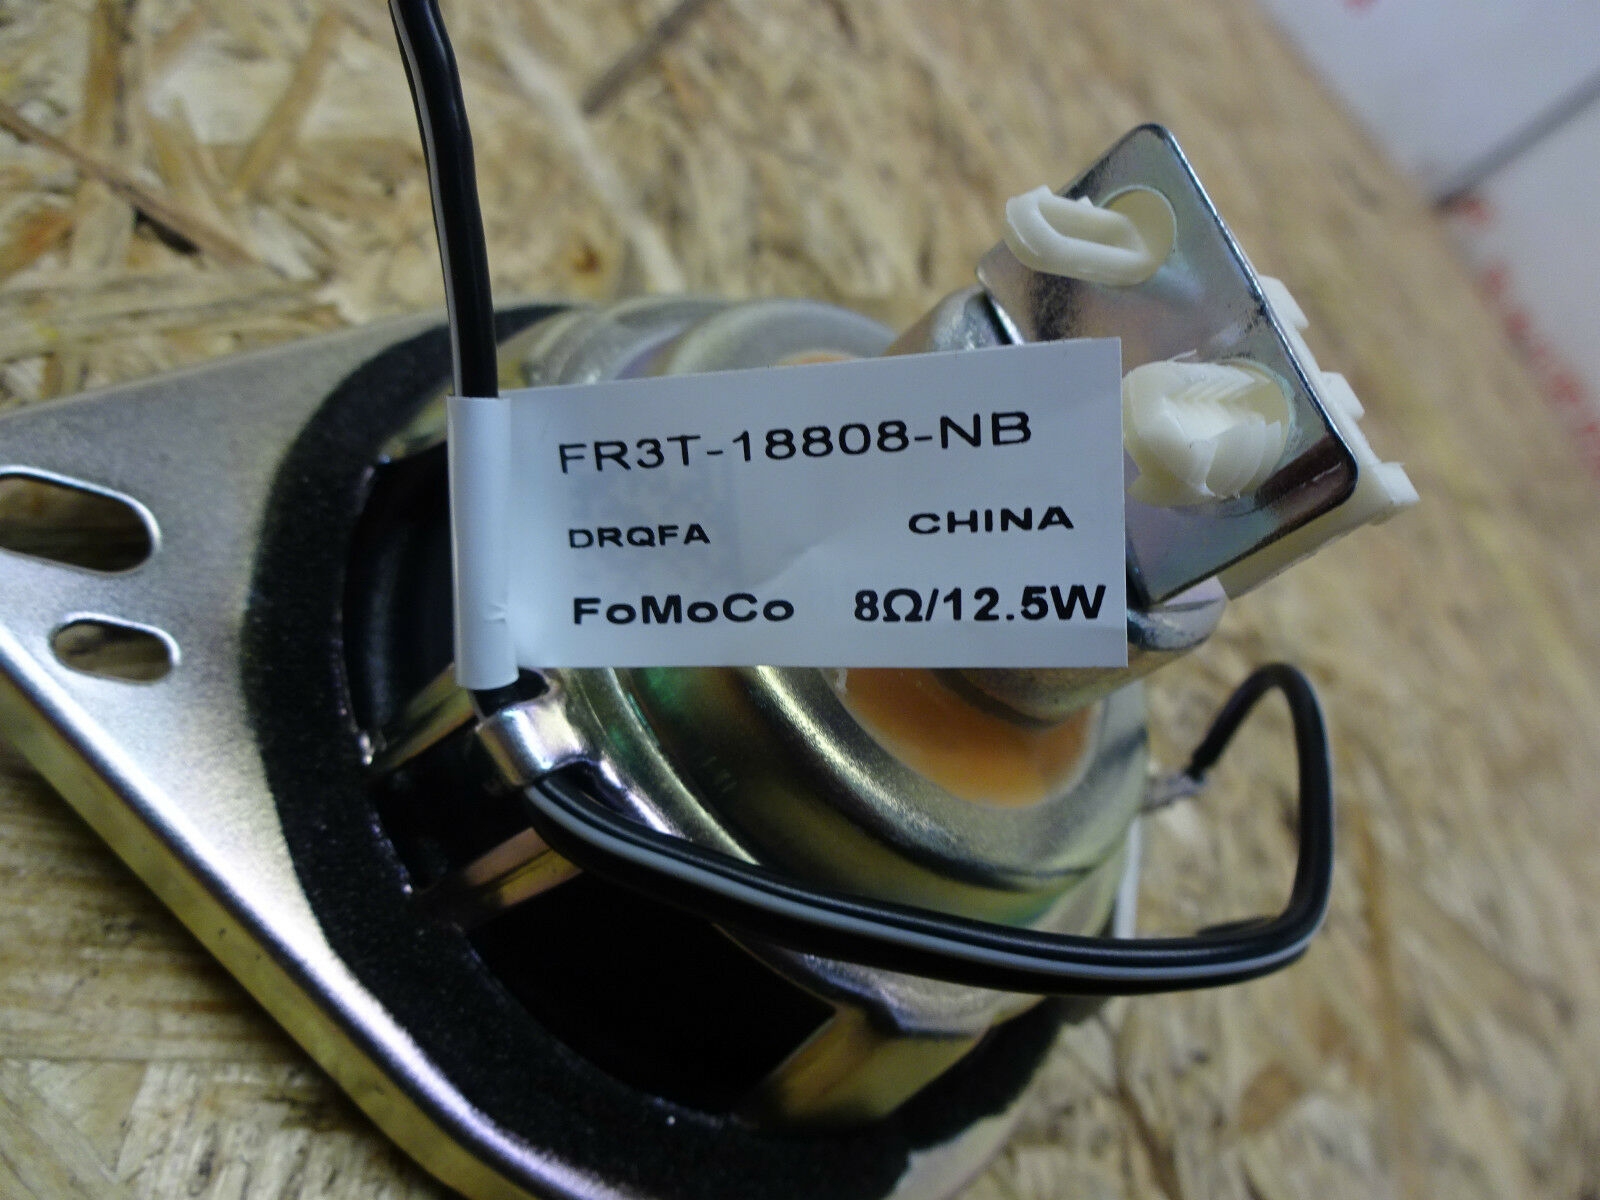 FR3T-18808-NB
DRQFA CHINA
FoMoCo 8Ω/12.5W